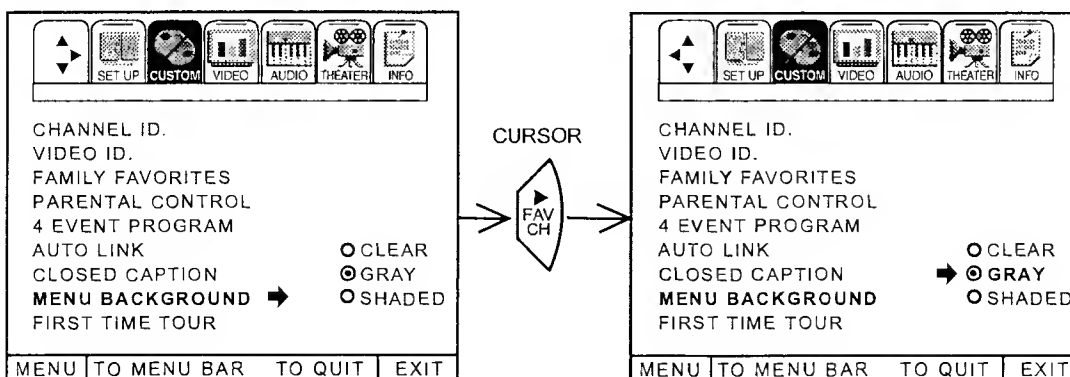 SET UP CUSTOM VIDEO AUDIO THEATER INFO
CHANNEL ID.
VIDEO ID.
FAMILY FAVORITES
PARENTAL CONTROL
4 EVENT PROGRAM
AUTO LINK
CLOSED CAPTION
MENU BACKGROUND
FIRST TIME TOUR
CLEAR
GRAY
SHADED
MENU TO MENU BAR TO QUIT EXIT
CURSOR
FAV
CH
SET UP CUSTOM VIDEO AUDIO THEATER INFO
CHANNEL ID.
VIDEO ID.
FAMILY FAVORITES
PARENTAL CONTROL
4 EVENT PROGRAM
AUTO LINK
CLOSED CAPTION
MENU BACKGROUND
FIRST TIME TOUR
CLEAR
GRAY
SHADED
MENU TO MENU BAR TO QUIT EXIT